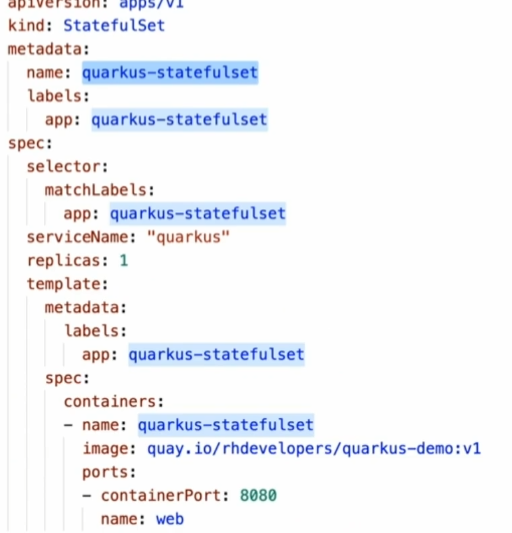 apiVersion: apps/v1
kind: StatefulSet
metadata:
  name: quarkus-statefulset
  labels:
    app: quarkus-statefulset
spec:
  selector:
    matchLabels:
      app: quarkus-statefulset
  serviceName: "quarkus"
  replicas: 1
  template:
    metadata:
      labels:
        app: quarkus-statefulset
    spec:
      containers:
      - name: quarkus-statefulset
        image: quay.io/rhdevelopers/quarkus-demo:v1
        ports:
        - containerPort: 8080
          name: web